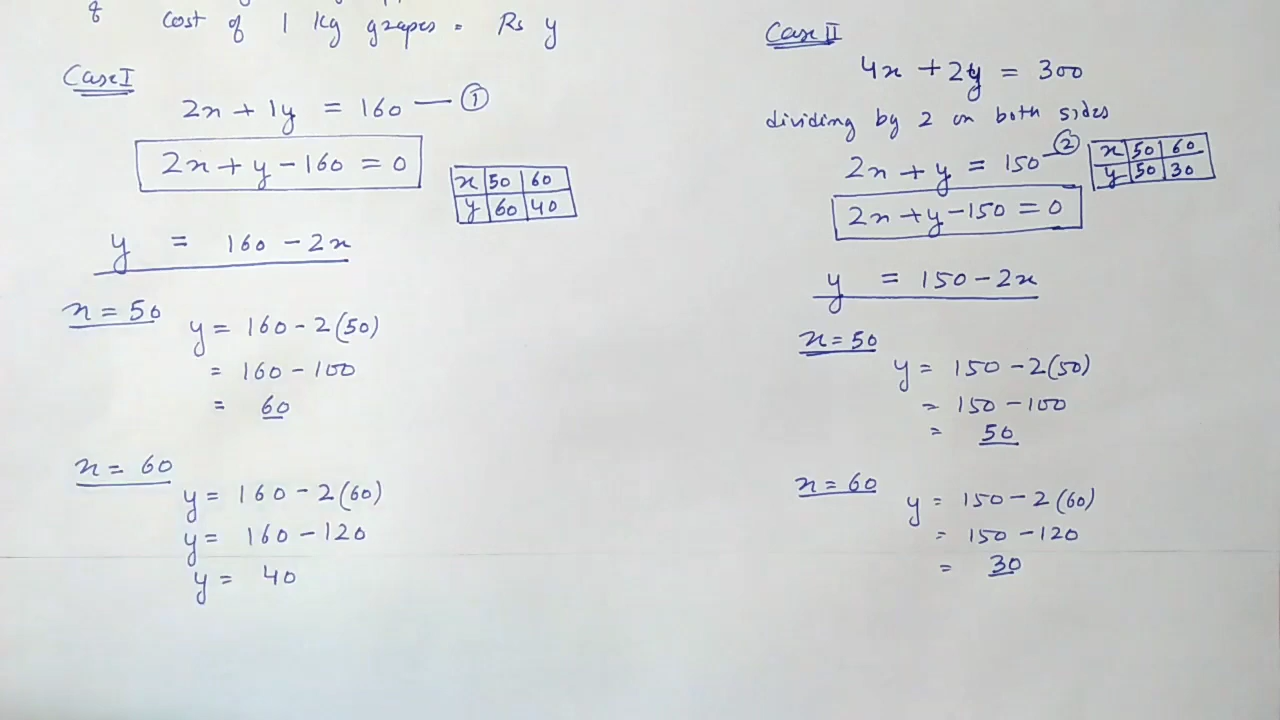 & cost of 1 kg grapes = Rs y
Case I
2x + 1y = 160 — ①
2x + y - 160 = 0
x 50 60
y 60 40
y = 160 - 2x
x = 50
y = 160 - 2(50)
= 160 - 100
= 60
x = 60
y = 160 - 2(60)
y = 160 - 120
y = 40
Case II
4x + 2y = 300
dividing by 2 on both sides
2x + y = 150 — ②
x 50 60
y 50 30
2x + y - 150 = 0
y = 150 - 2x
x = 50
y = 150 - 2(50)
= 150 - 100
= 50
x = 60
y = 150 - 2(60)
= 150 - 120
= 30